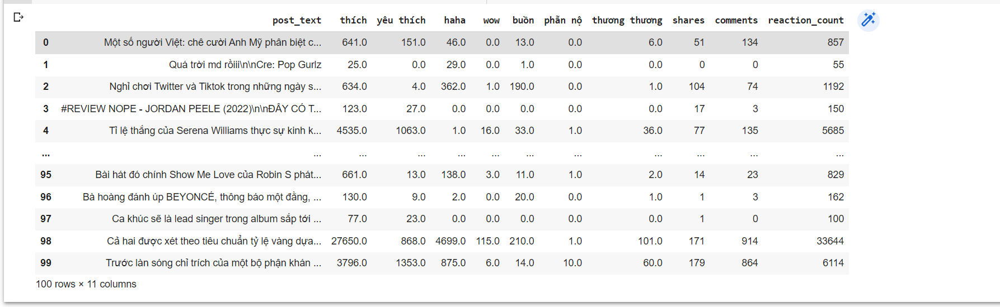 post_text thích yêu thích haha wow buồn phẫn nộ thương thương shares comments reaction_count
0 Một số người Việt: chê cười Anh Mỹ phân biệt c... 641.0 151.0 46.0 0.0 13.0 0.0 6.0 51 134 857
1 Quá trời md rồiii\n\nCre: Pop Gurlz 25.0 0.0 29.0 0.0 1.0 0.0 0.0 0 0 55
2 Nghỉ chơi Twitter và Tiktok trong những ngày s... 634.0 4.0 362.0 1.0 190.0 0.0 1.0 104 74 1192
3 #REVIEW NOPE - JORDAN PEELE (2022)\n\nĐÂY CÓ T... 123.0 27.0 0.0 0.0 0.0 0.0 0.0 17 3 150
4 Tỉ lệ thắng của Serena Williams thực sự kinh k... 4535.0 1063.0 1.0 16.0 33.0 1.0 36.0 77 135 5685
... ... ... ... ... ... ... ... ... ... ... ...
95 Bài hát đó chính Show Me Love của Robin S phát... 661.0 13.0 138.0 3.0 11.0 1.0 2.0 14 23 829
96 Bà hoàng đánh úp BEYONCÉ, thông báo một đằng, ... 130.0 9.0 2.0 0.0 20.0 0.0 1.0 1 3 162
97 Ca khúc sẽ là lead singer trong album sắp tới ... 77.0 23.0 0.0 0.0 0.0 0.0 0.0 1 0 100
98 Cả hai được xét theo tiêu chuẩn tỷ lệ vàng dựa... 27650.0 868.0 4699.0 115.0 210.0 1.0 101.0 171 914 33644
99 Trước làn sóng chỉ trích của một bộ phận khán ... 3796.0 1353.0 875.0 6.0 14.0 10.0 60.0 179 864 6114
100 rows × 11 columns